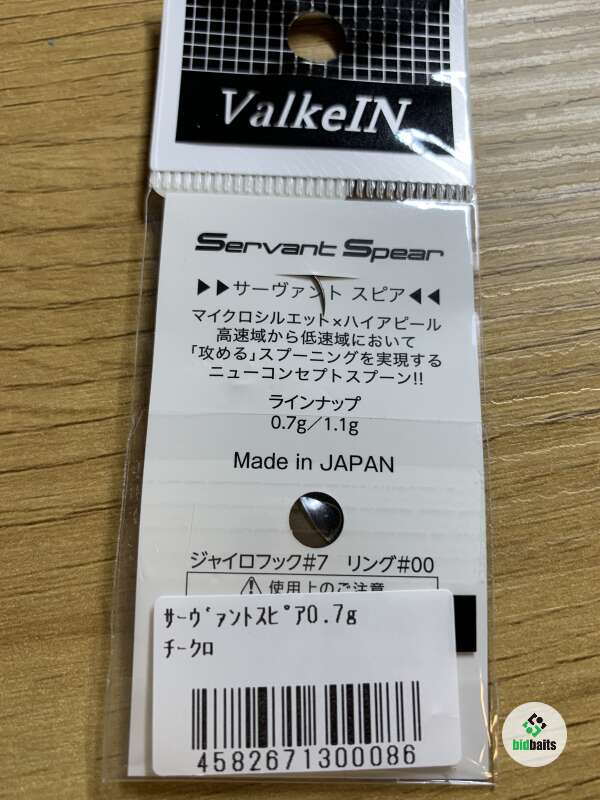 ValkeIN
Servant Spear
▶▶サーヴァント スピア◀◀
マイクロシルエット×ハイアピール
高速域から低速域において
「攻める」スプーニングを実現する
ニューコンセプトスプーン!!
ラインナップ
0.7g/1.1g
Made in JAPAN
ジャイロフック#7 リング#00
⚠使用上のご注意
ｻｰｳﾞｧﾝﾄｽﾋﾟｱ0.7g
ﾁｰｸﾛ
4582671300086
bidbaits